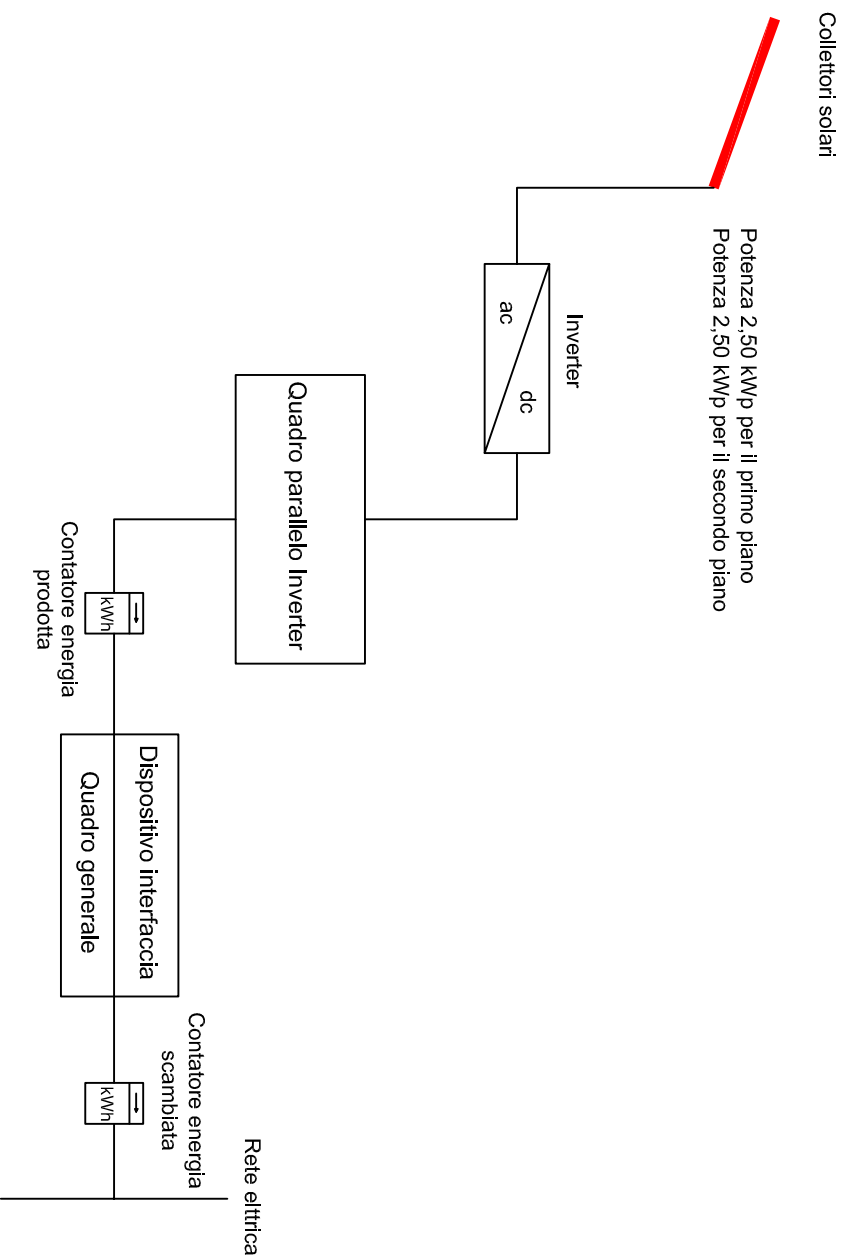 Collettori solari
Potenza 2,50 kWp per il primo piano
Potenza 2,50 kWp per il secondo piano
Inverter
dc
ac
Quadro parallelo Inverter
Contatore energia
prodotta
kWh
Dispositivo interfaccia
Quadro generale
Contatore energia
scambiata
kWh
Rete elttrica